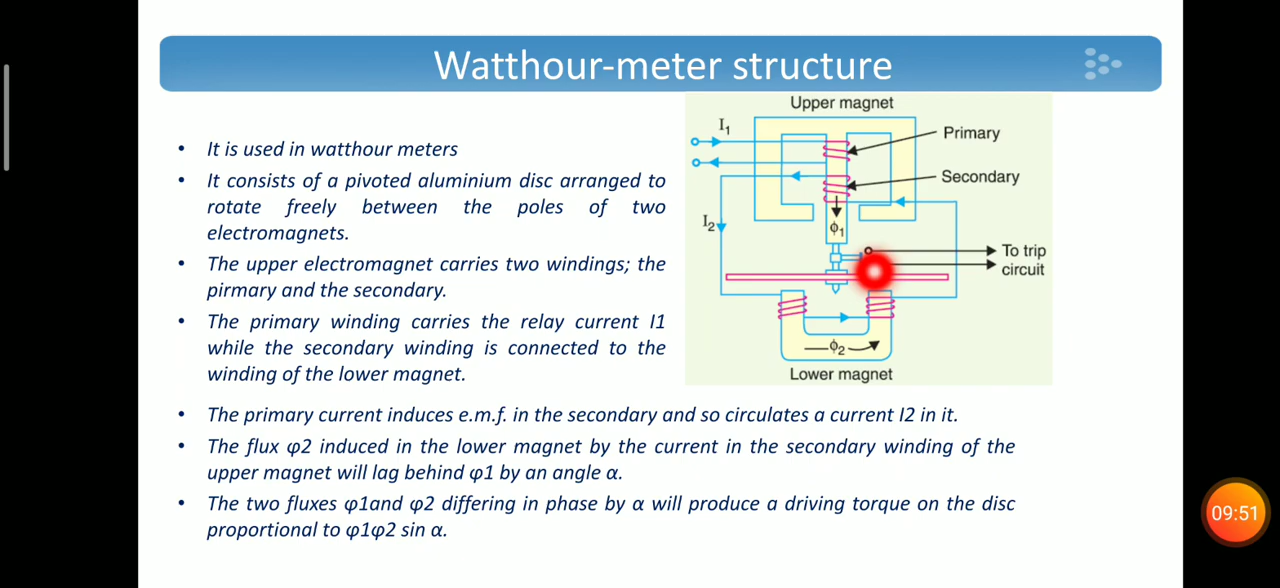 Watthour-meter structure
• It is used in watthour meters
• It consists of a pivoted aluminium disc arranged to
rotate freely between the poles of two
electromagnets.
• The upper electromagnet carries two windings; the
pirmary and the secondary.
• The primary winding carries the relay current I1
while the secondary winding is connected to the
winding of the lower magnet.
Upper magnet
I₁
Primary
Secondary
I₂
ϕ₁
To trip
circuit
ϕ₂
Lower magnet
• The primary current induces e.m.f. in the secondary and so circulates a current I2 in it.
• The flux φ2 induced in the lower magnet by the current in the secondary winding of the
upper magnet will lag behind φ1 by an angle α.
• The two fluxes φ1and φ2 differing in phase by α will produce a driving torque on the disc
proportional to φ1φ2 sin α.
09:51